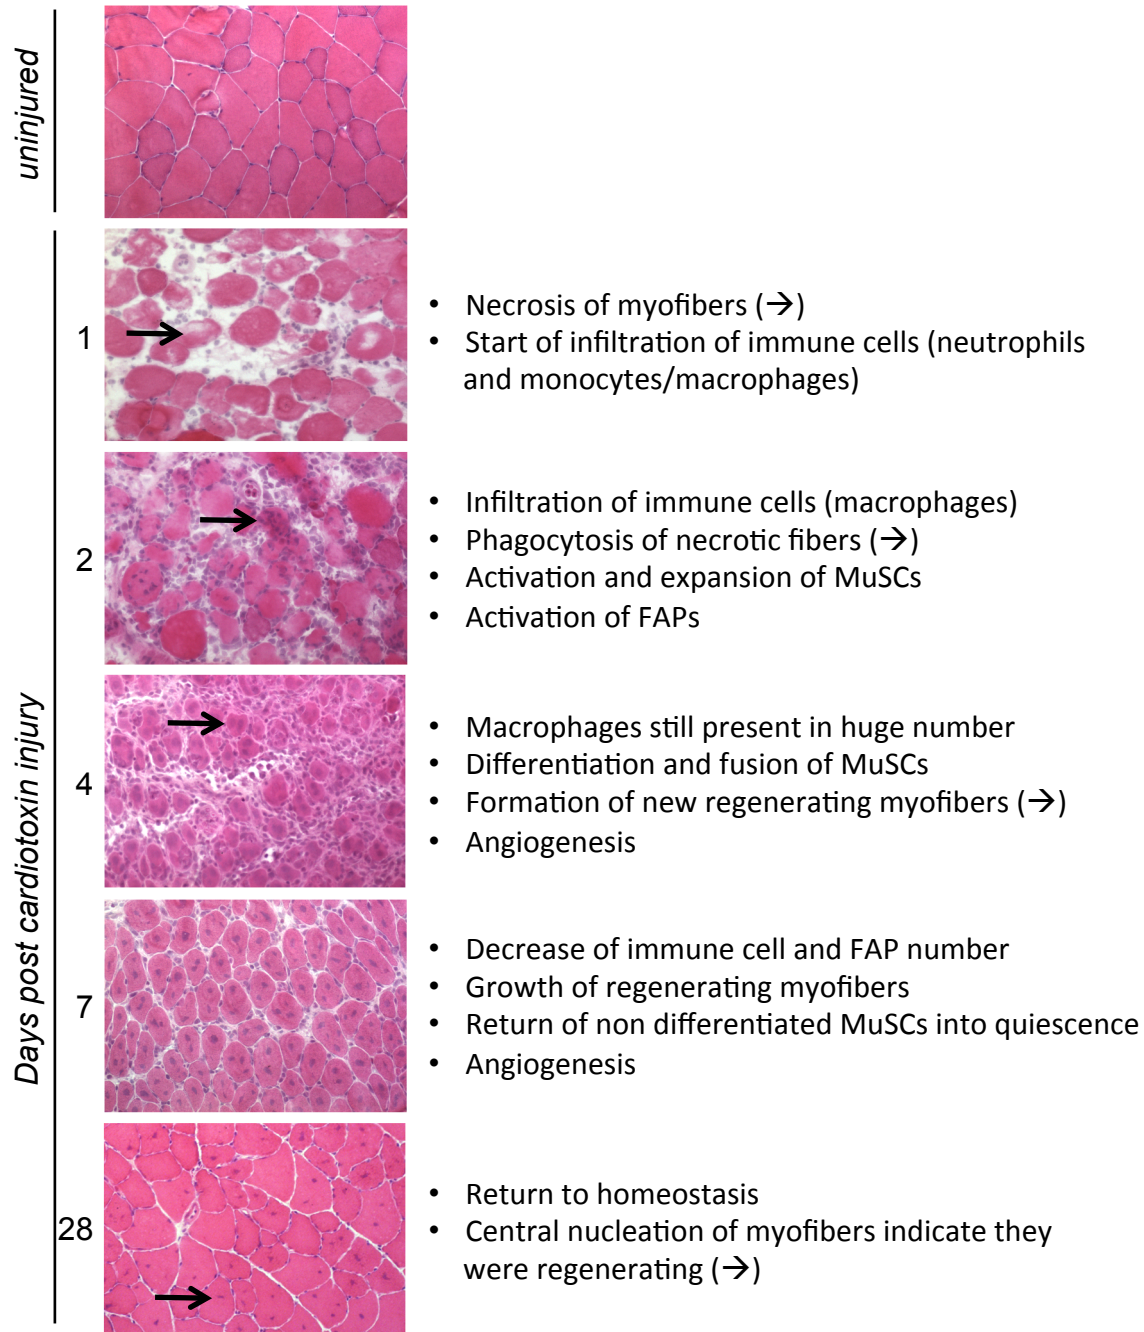 uninjured
Days post cardiotoxin injury
1
• Necrosis of myofibers (→)
• Start of infiltration of immune cells (neutrophils
and monocytes/macrophages)
2
• Infiltration of immune cells (macrophages)
• Phagocytosis of necrotic fibers (→)
• Activation and expansion of MuSCs
• Activation of FAPs
4
• Macrophages still present in huge number
• Differentiation and fusion of MuSCs
• Formation of new regenerating myofibers (→)
• Angiogenesis
7
• Decrease of immune cell and FAP number
• Growth of regenerating myofibers
• Return of non differentiated MuSCs into quiescence
• Angiogenesis
28
• Return to homeostasis
• Central nucleation of myofibers indicate they
were regenerating (→)